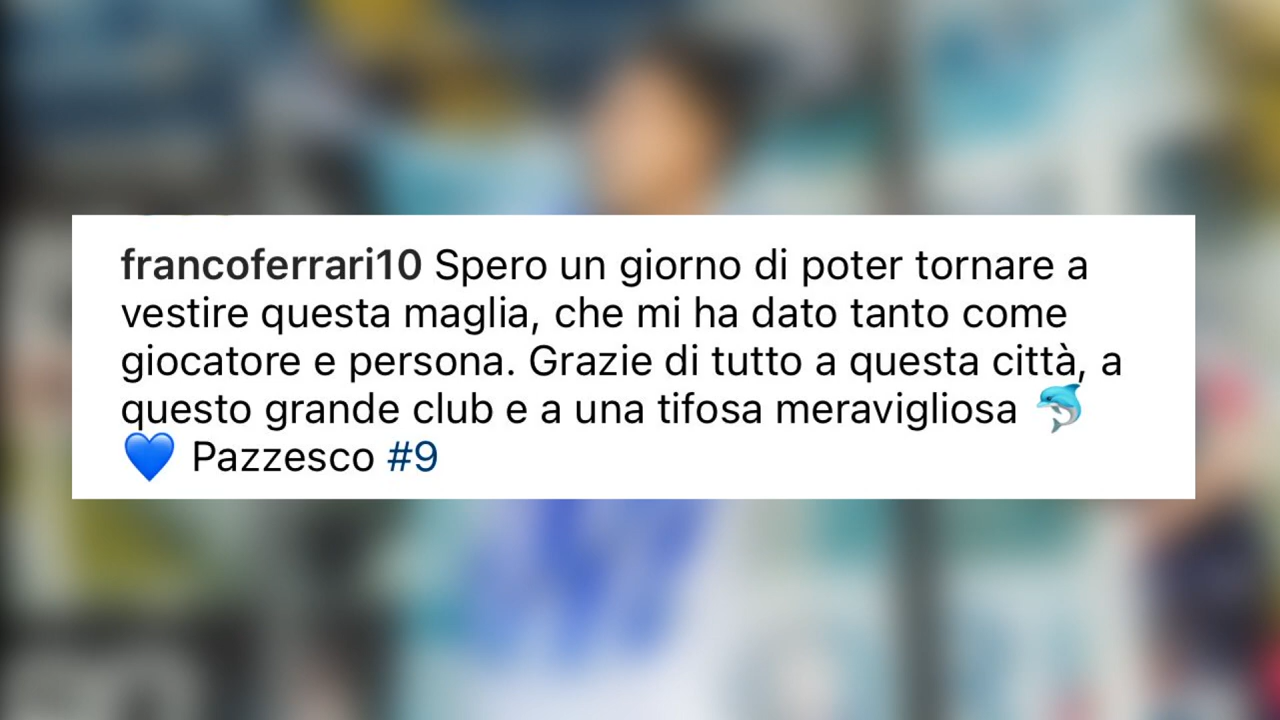 francoferrari10 Spero un giorno di poter tornare a
vestire questa maglia, che mi ha dato tanto come
giocatore e persona. Grazie di tutto a questa città, a
questo grande club e a una tifosa meravigliosa 🐬
💙 Pazzesco #9